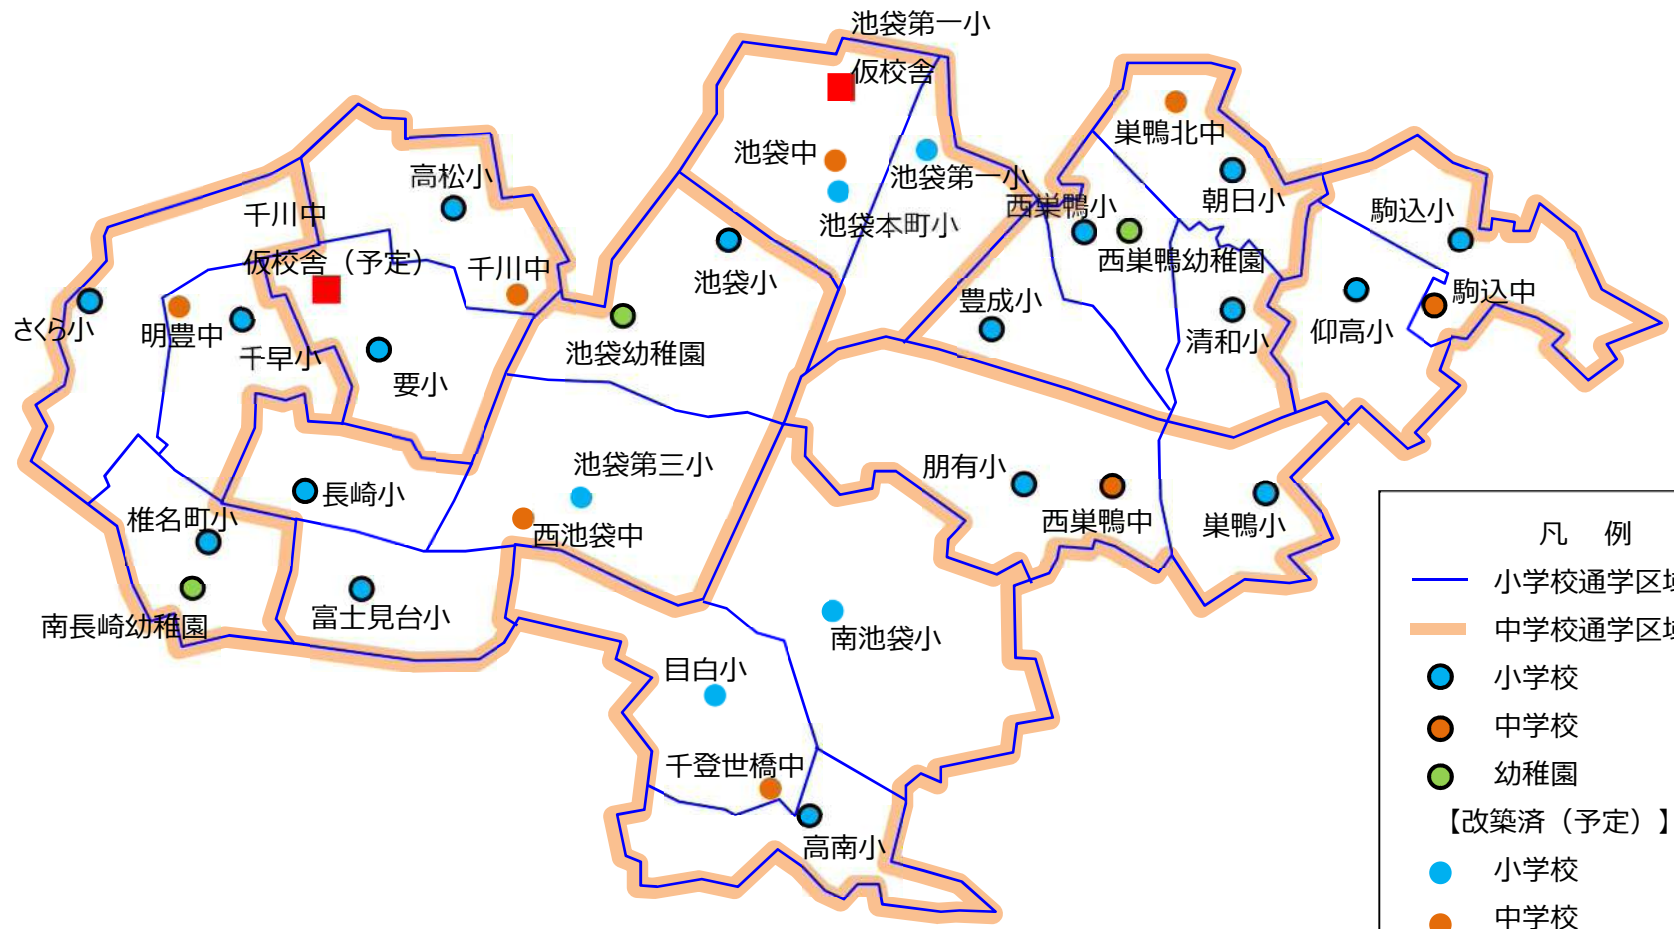 池袋第一小
仮校舎
巣鴨北中
池袋中
池袋第一小
高松小
朝日小
西巣鴨小
駒込小
千川中
池袋本町小
仮校舎（予定）
千川中
池袋小
西巣鴨幼稚園
駒込中
豊成小
さくら小
明豊中
千早小
池袋幼稚園
清和小
仰高小
要小
池袋第三小
朋有小
長崎小
椎名町小
西池袋中
西巣鴨中
巣鴨小
南長崎幼稚園
富士見台小
南池袋小
目白小
千登世橋中
高南小
凡　例
小学校通学区域
中学校通学区域
小学校
中学校
幼稚園
【改築済（予定）】
小学校
中学校